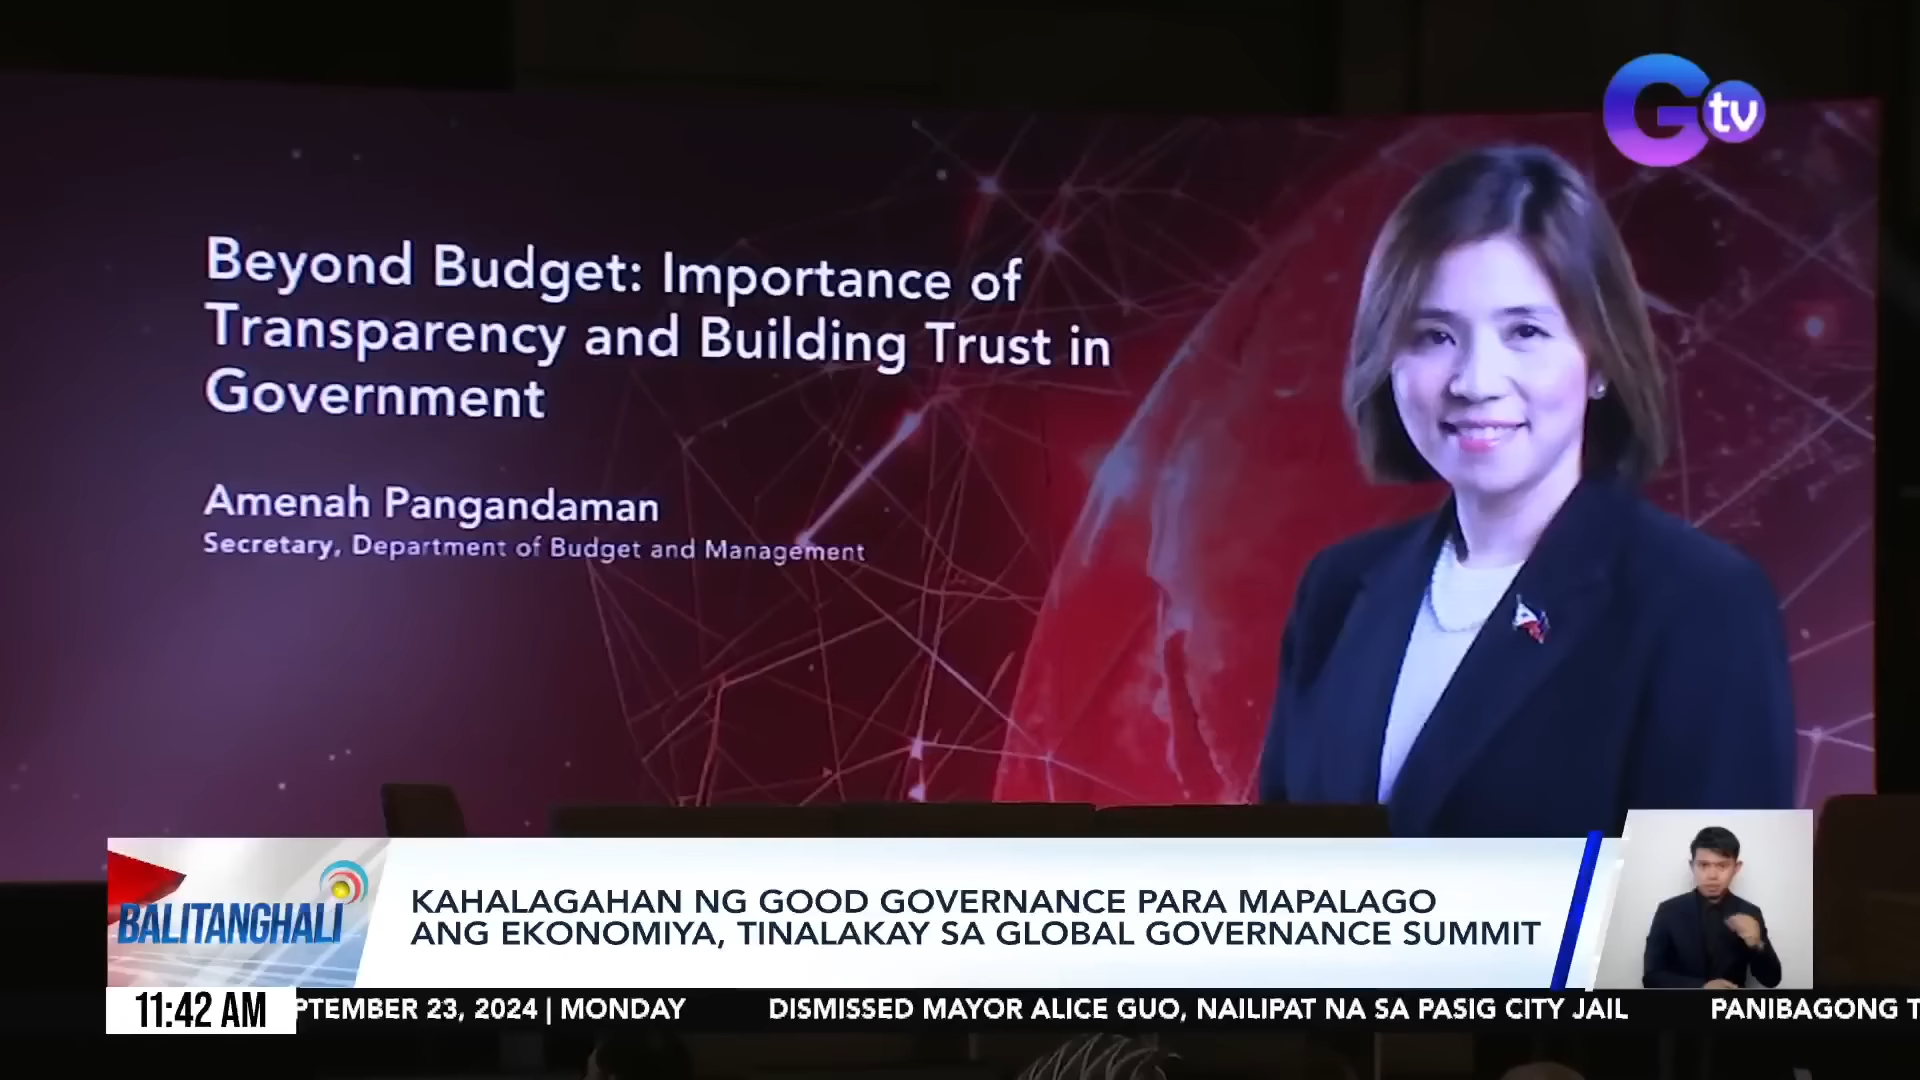 G tv
Beyond Budget: Importance of
Transparency and Building Trust in
Government
Amenah Pangandaman
Secretary, Department of Budget and Management
BALITANGHALI
KAHALAGAHAN NG GOOD GOVERNANCE PARA MAPALAGO
ANG EKONOMIYA, TINALAKAY SA GLOBAL GOVERNANCE SUMMIT
11:42 AM
PTEMBER 23, 2024 | MONDAY DISMISSED MAYOR ALICE GUO, NAILIPAT NA SA PASIG CITY JAIL PANIBAGONG T